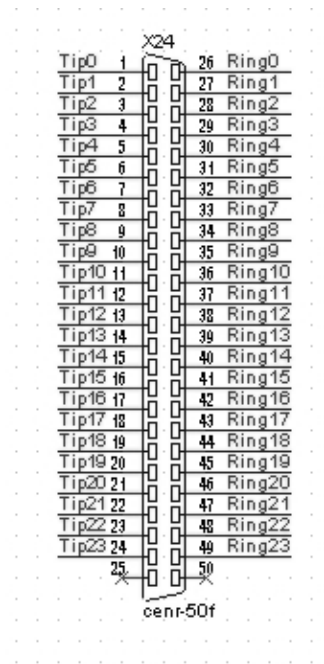 X24
Tip0 1 26 Ring0
Tip1 2 27 Ring1
Tip2 3 28 Ring2
Tip3 4 29 Ring3
Tip4 5 30 Ring4
Tip5 6 31 Ring5
Tip6 7 32 Ring6
Tip7 8 33 Ring7
Tip8 9 34 Ring8
Tip9 10 35 Ring9
Tip10 11 36 Ring10
Tip11 12 37 Ring11
Tip12 13 38 Ring12
Tip13 14 39 Ring13
Tip14 15 40 Ring14
Tip15 16 41 Ring15
Tip16 17 42 Ring16
Tip17 18 43 Ring17
Tip18 19 44 Ring18
Tip19 20 45 Ring19
Tip20 21 46 Ring20
Tip21 22 47 Ring21
Tip22 23 48 Ring22
Tip23 24 49 Ring23
25 50
cenr-50f